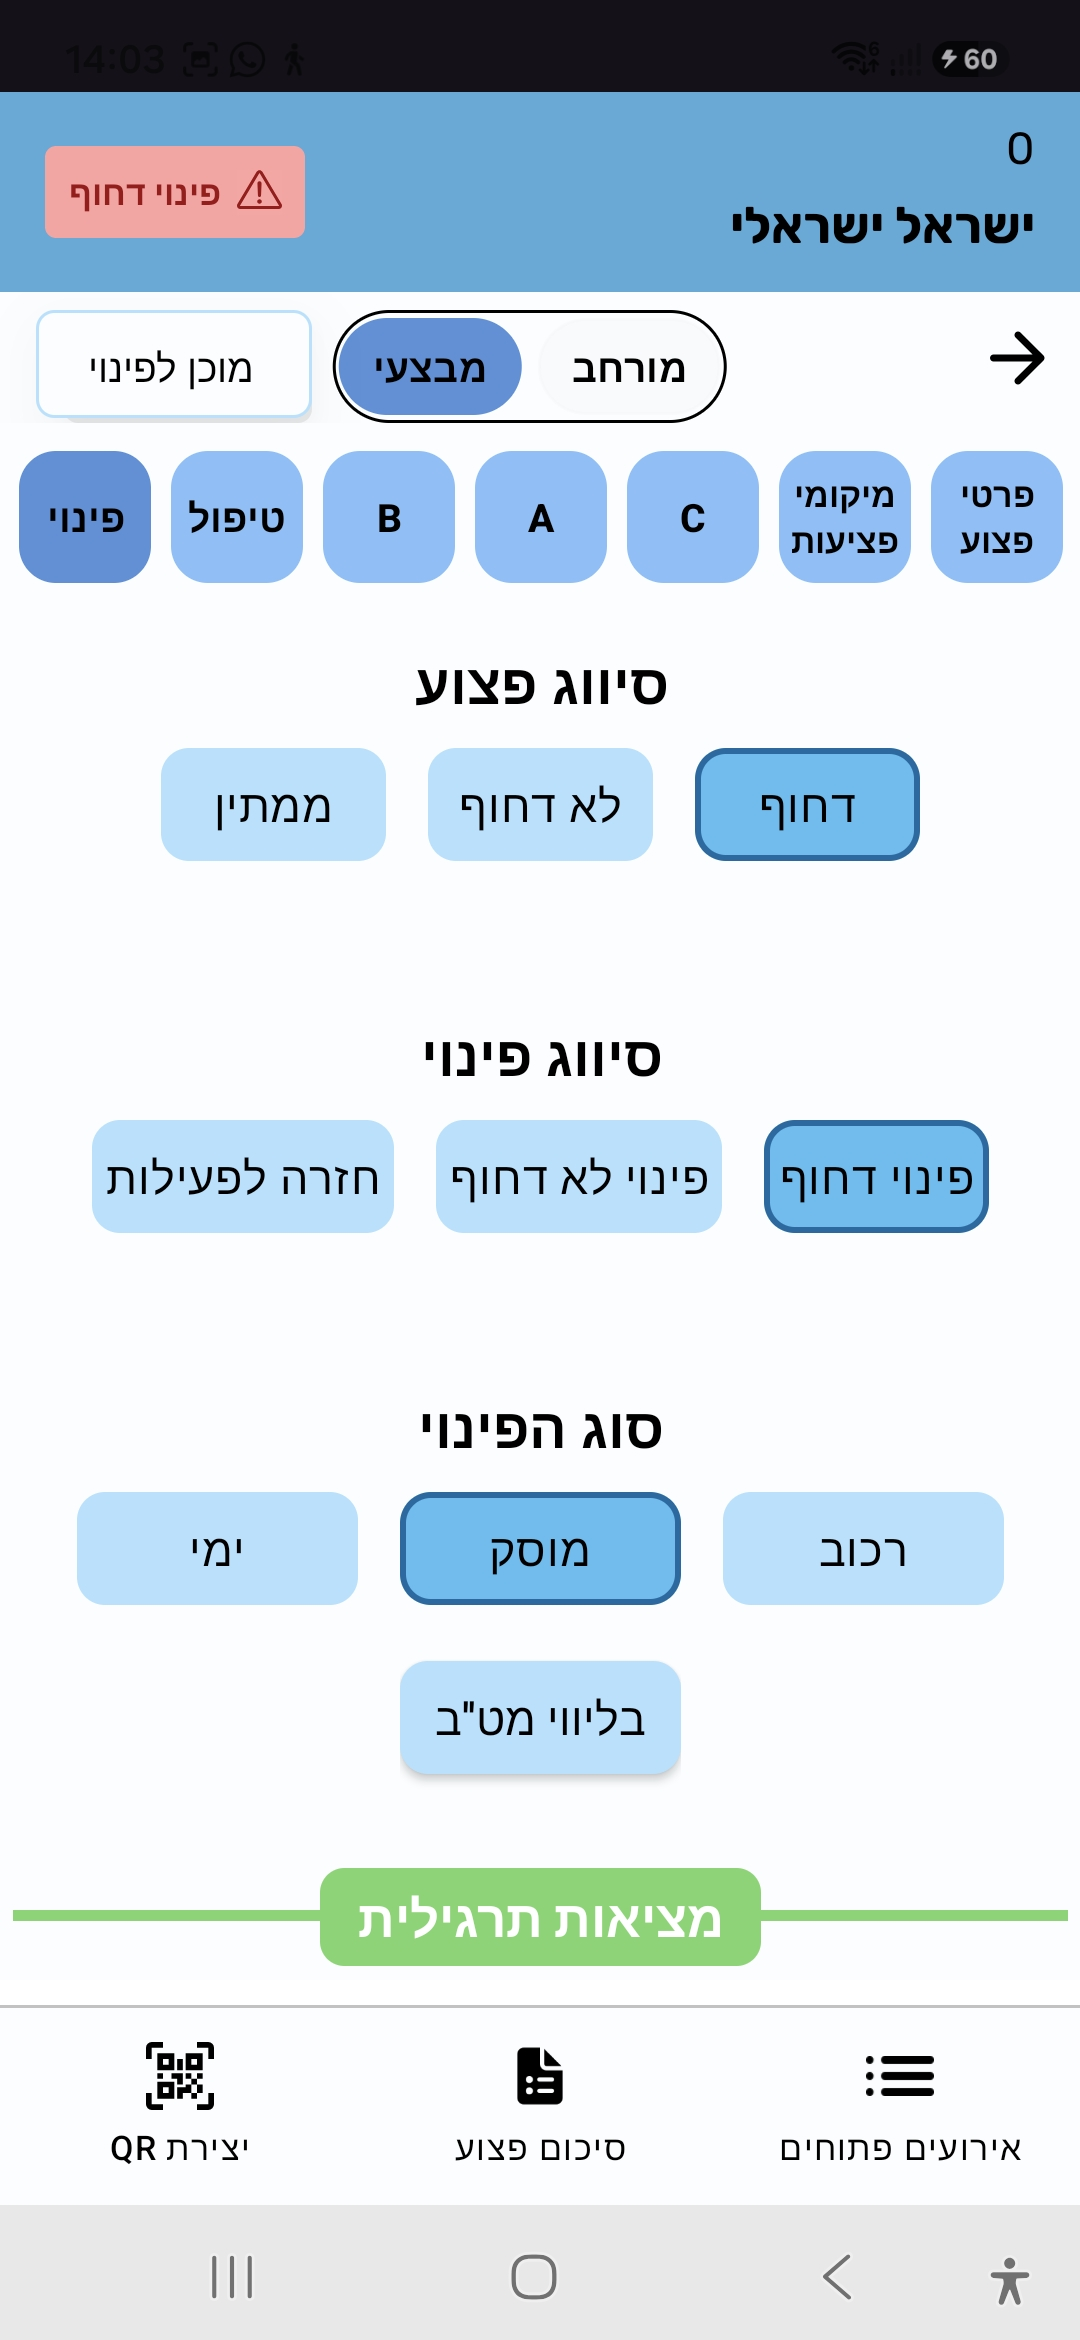 14:03
6
60
0
ישראל ישראלי
פינוי דחוף
מורחב
מבצעי
מוכן לפינוי
פרטי
פצוע
מיקומי
פציעות
C
A
B
טיפול
פינוי
סיווג פצוע
דחוף
לא דחוף
ממתין
סיווג פינוי
פינוי דחוף
פינוי לא דחוף
חזרה לפעילות
סוג הפינוי
רכוב
מוסק
ימי
בליווי מט"ב
מציאות תרגילית
אירועים פתוחים
סיכום פצוע
יצירת QR